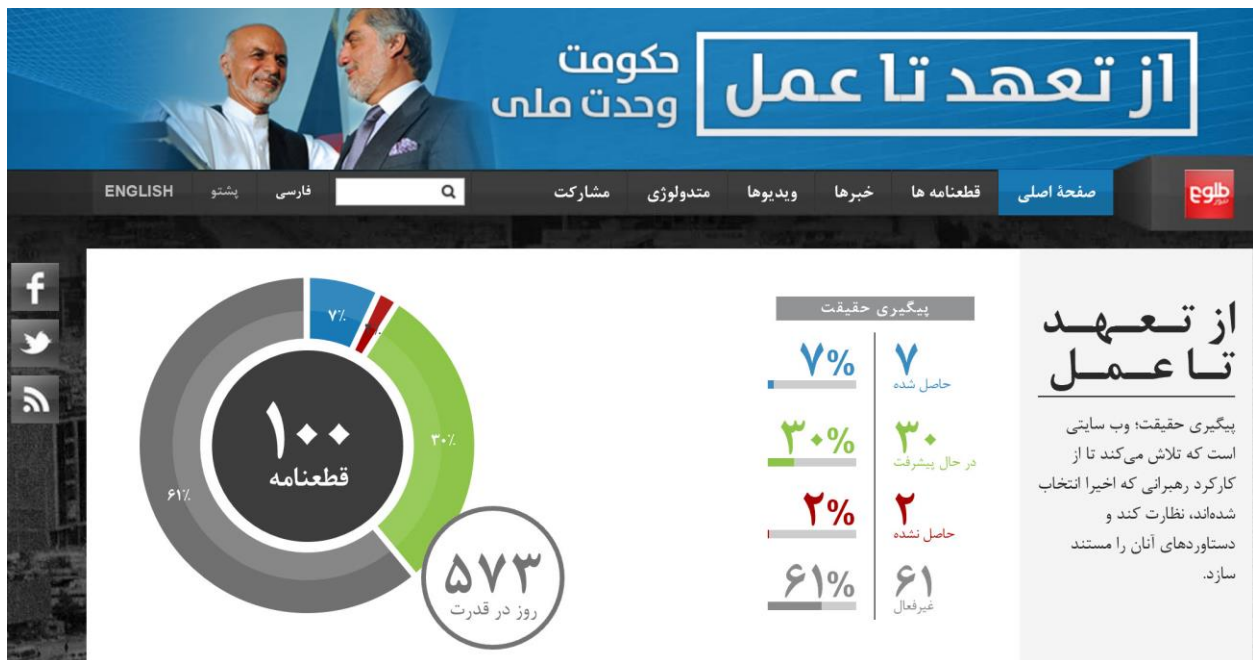 از تعهد تا عمل
حکومت
وحدت ملی
طلوع
صفحهٔ اصلی
قطعنامه ها
خبرها
ویدیوها
متدولوژی
مشارکت
فارسی
پشتو
ENGLISH
از تعهد
تا عمل
پیگیری حقیقت؛ وب سایتی
است که تلاش می‌کند تا از
کارکرد رهبرانی که اخیرا انتخاب
شده‌اند، نظارت کند و
دستاوردهای آنان را مستند
سازد.
پیگیری حقیقت
۷
حاصل شده
۷%
۳۰
در حال پیشرفت
۳۰%
۲
حاصل نشده
۲%
۶۱
غیرفعال
۶۱%
۷٪
۳۰٪
۶۱٪
۱۰۰
قطعنامه
۵۷۳
روز در قدرت